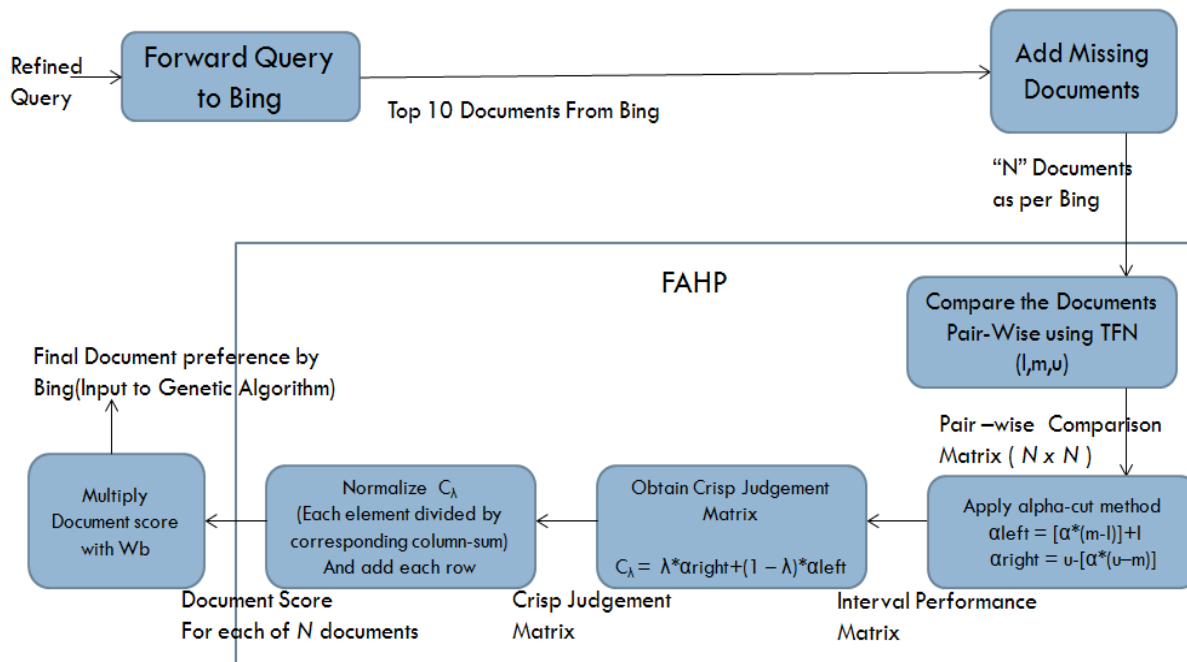 Refined
Query
Forward Query
to Bing
Top 10 Documents From Bing
Add Missing
Documents
“N” Documents
as per Bing
FAHP
Compare the Documents
Pair-Wise using TFN
(l,m,u)
Pair –wise Comparison
Matrix ( N x N )
Apply alpha-cut method
αleft = [α*(m-l)]+l
αright = u-[α*(u–m)]
Interval Performance
Matrix
Obtain Crisp Judgement
Matrix
Cλ = λ*αright+(1 – λ)*αleft
Crisp Judgement
Matrix
Normalize Cλ
(Each element divided by
corresponding column-sum)
And add each row
Document Score
For each of N documents
Multiply
Document score
with Wb
Final Document preference by
Bing(Input to Genetic Algorithm)